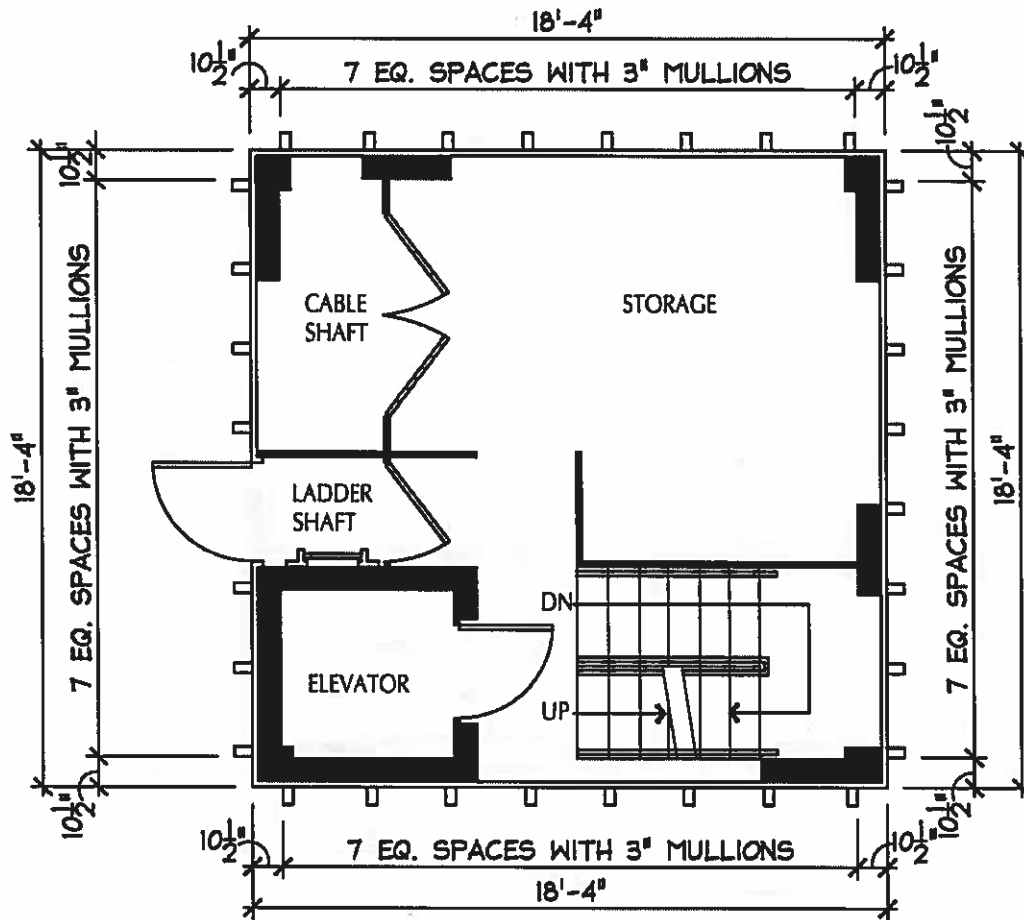 18'-4"
10½"
7 EQ. SPACES WITH 3" MULLIONS
10½"
10½"
10½"
18'-4"
7 EQ. SPACES WITH 3" MULLIONS
CABLE
SHAFT
STORAGE
7 EQ. SPACES WITH 3" MULLIONS
18'-4"
LADDER
SHAFT
DN
ELEVATOR
UP
10½"
10½"
10½"
7 EQ. SPACES WITH 3" MULLIONS
10½"
18'-4"